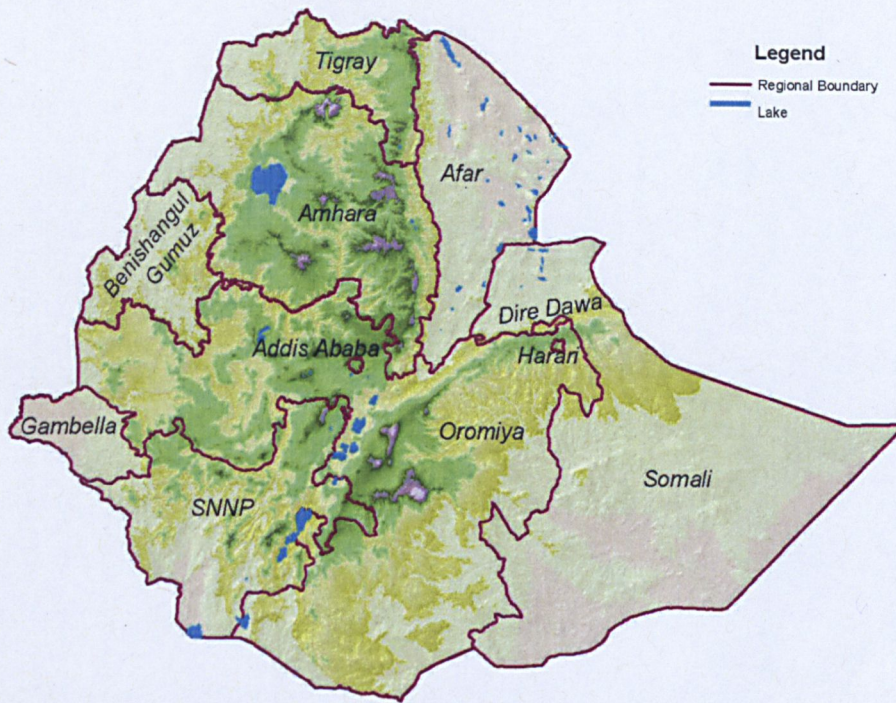 Legend
Regional Boundary
Lake
Tigray
Afar
Amhara
Benishangul
Gumuz
Dire Dawa
Addis Ababa
Harari
Gambella
Oromiya
Somali
SNNP